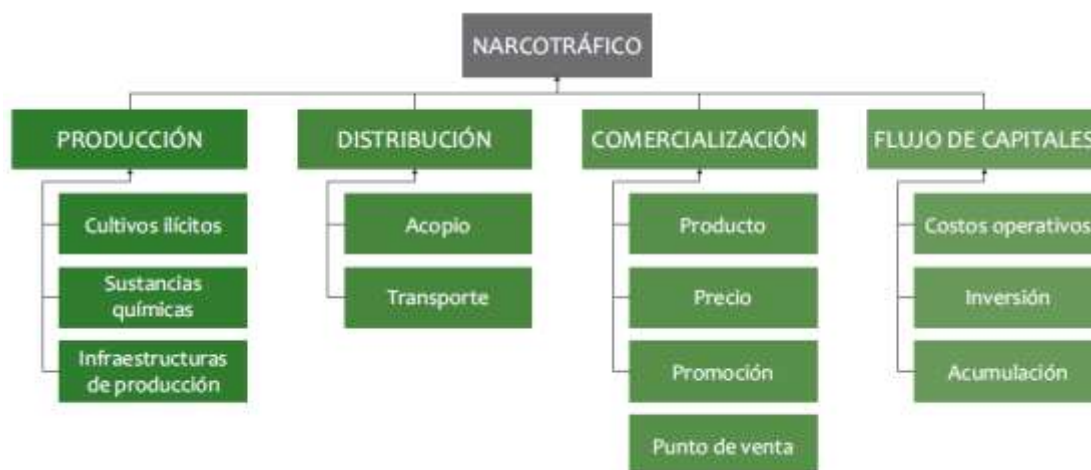 NARCOTRÁFICO
PRODUCCIÓN
Cultivos ilícitos
Sustancias
químicas
Infraestructuras
de producción
DISTRIBUCIÓN
Acopio
Transporte
COMERCIALIZACIÓN
Producto
Precio
Promoción
Punto de venta
FLUJO DE CAPITALES
Costos operativos
Inversión
Acumulación